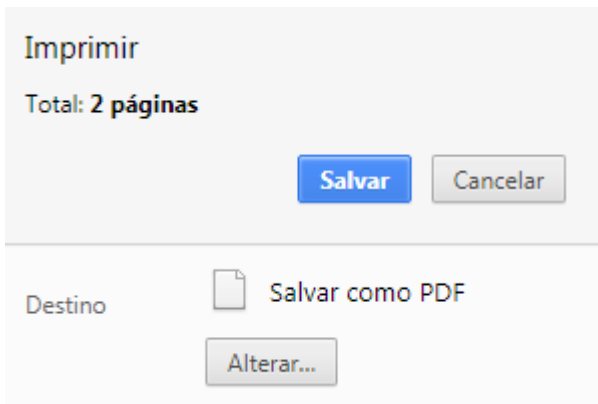 Imprimir
Total: 2 páginas
Salvar Cancelar
Destino Salvar como PDF
Alterar...